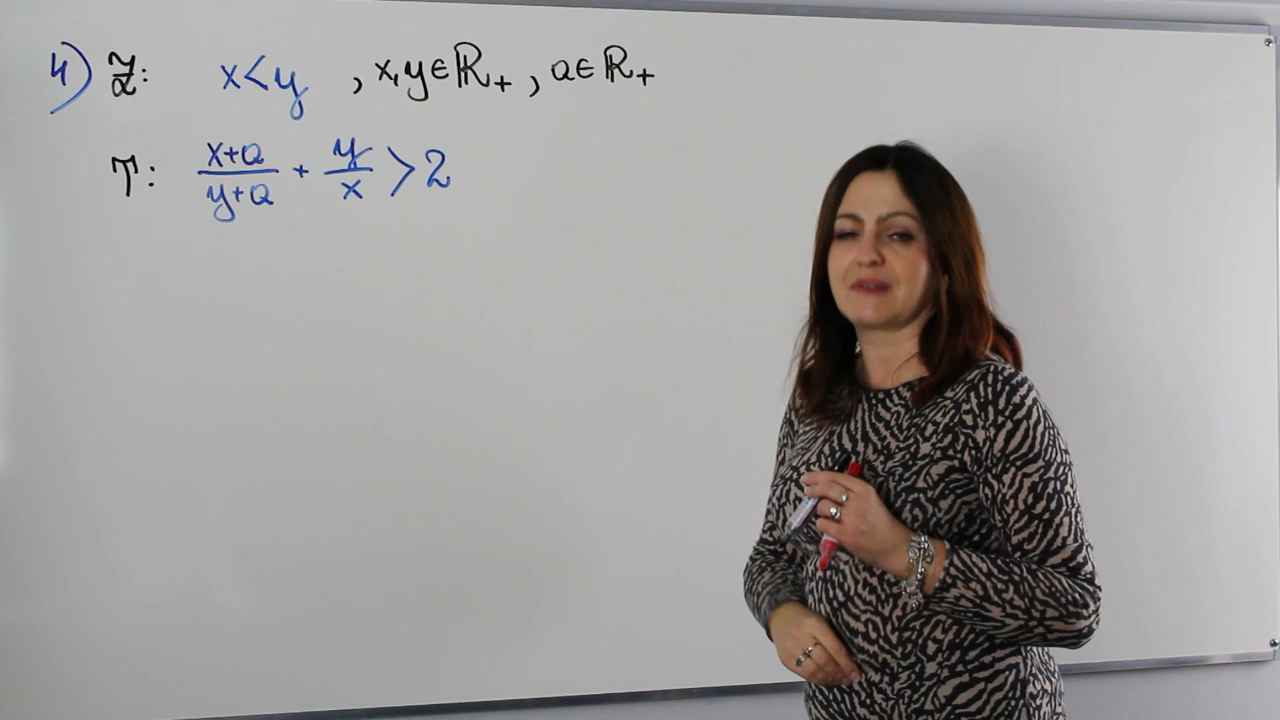 4) Z: x<y , x,y∈ℝ₊ , a∈ℝ₊
T: (x+a)/(y+a) + y/x > 2